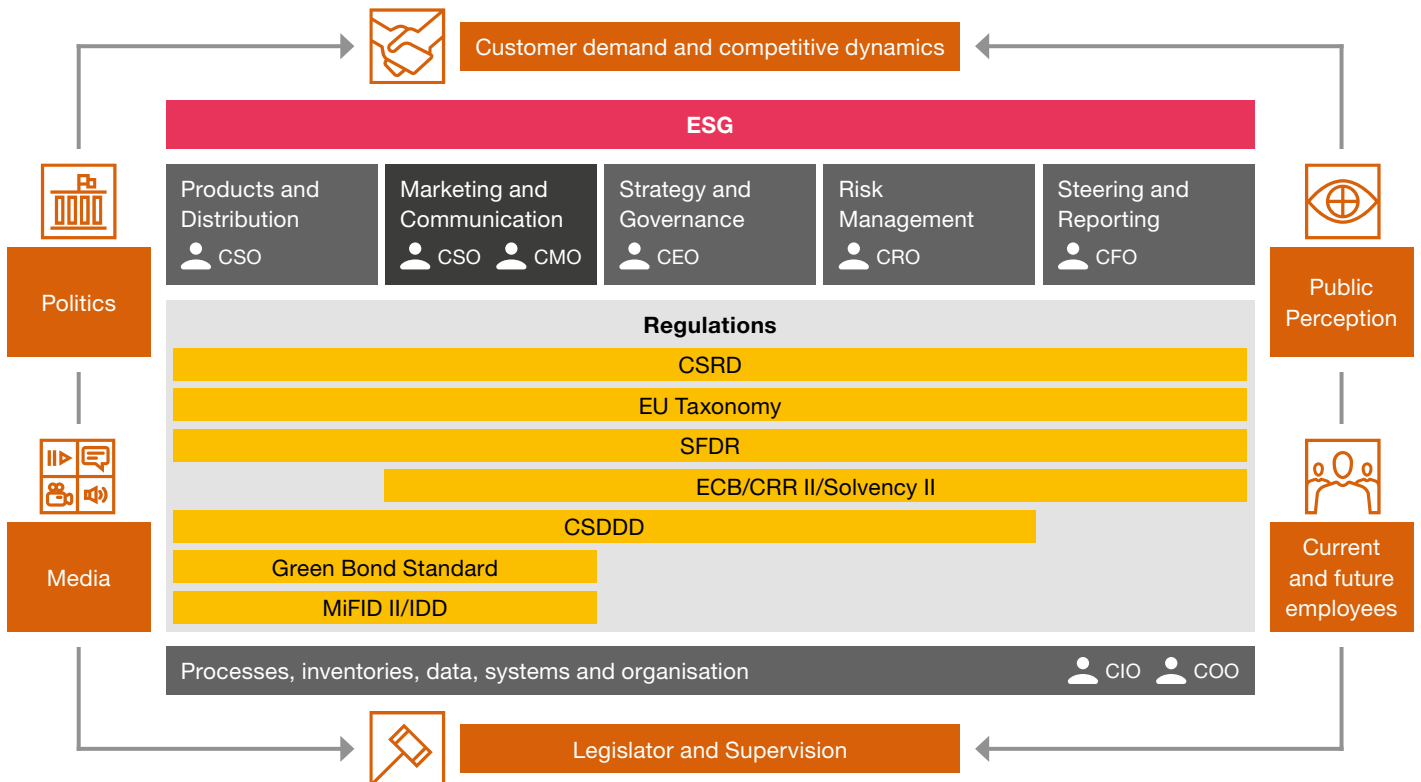 Customer demand and competitive dynamics
ESG
Products and
Distribution
CSO
Marketing and
Communication
CSO CMO
Strategy and
Governance
CEO
Risk
Management
CRO
Steering and
Reporting
CFO
Politics
Public
Perception
Regulations
CSRD
EU Taxonomy
SFDR
ECB/CRR II/Solvency II
CSDDD
Green Bond Standard
MiFID II/IDD
Media
Current
and future
employees
Processes, inventories, data, systems and organisation
CIO COO
Legislator and Supervision